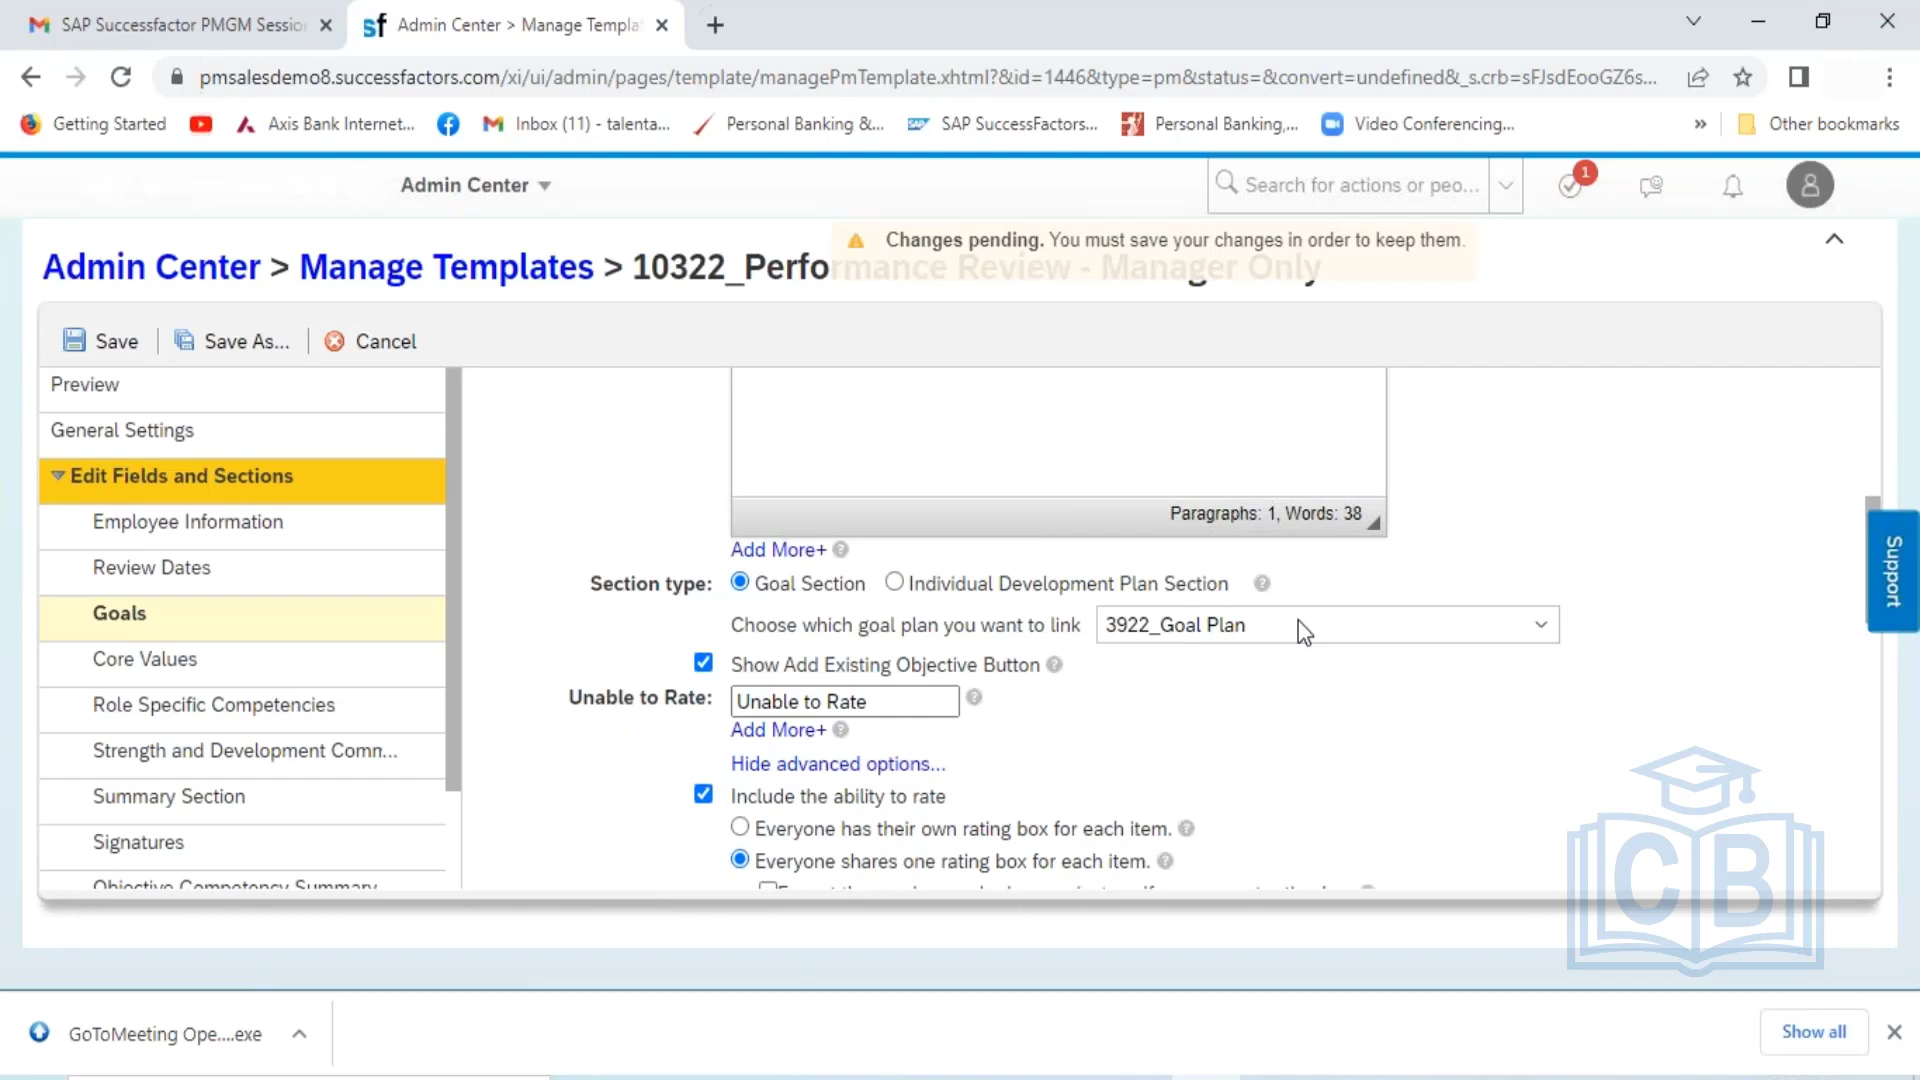 SAP Successfactor PMGM Sessio
sf Admin Center > Manage Templa
pmsalesdemo8.successfactors.com/xi/ui/admin/pages/template/managePmTemplate.xhtml?&id=1446&type=pm&status=&convert=undefined&_s.crb=sFJsdEooGZ6s...
Getting Started
Axis Bank Internet...
Inbox (11) - talenta...
Personal Banking &...
SAP SuccessFactors...
Personal Banking,...
Video Conferencing...
»
Other bookmarks
Admin Center
Search for actions or peo...
1
Changes pending. You must save your changes in order to keep them.
Admin Center > Manage Templates > 10322_Performance Review - Manager Only
Save
Save As...
Cancel
Preview
General Settings
Edit Fields and Sections
Employee Information
Review Dates
Goals
Core Values
Role Specific Competencies
Strength and Development Comm...
Summary Section
Signatures
Objective Competency Summary
Paragraphs: 1, Words: 38
Add More+
Section type: Goal Section Individual Development Plan Section
Choose which goal plan you want to link 3922_Goal Plan
Show Add Existing Objective Button
Unable to Rate: Unable to Rate
Add More+
Hide advanced options...
Include the ability to rate
Everyone has their own rating box for each item.
Everyone shares one rating box for each item.
Support
CB
GoToMeeting Ope....exe
Show all